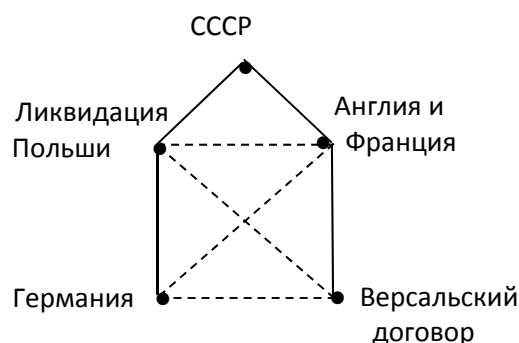 СССР
Ликвидация
Польши
Англия и
Франция
Германия
Версальский
договор